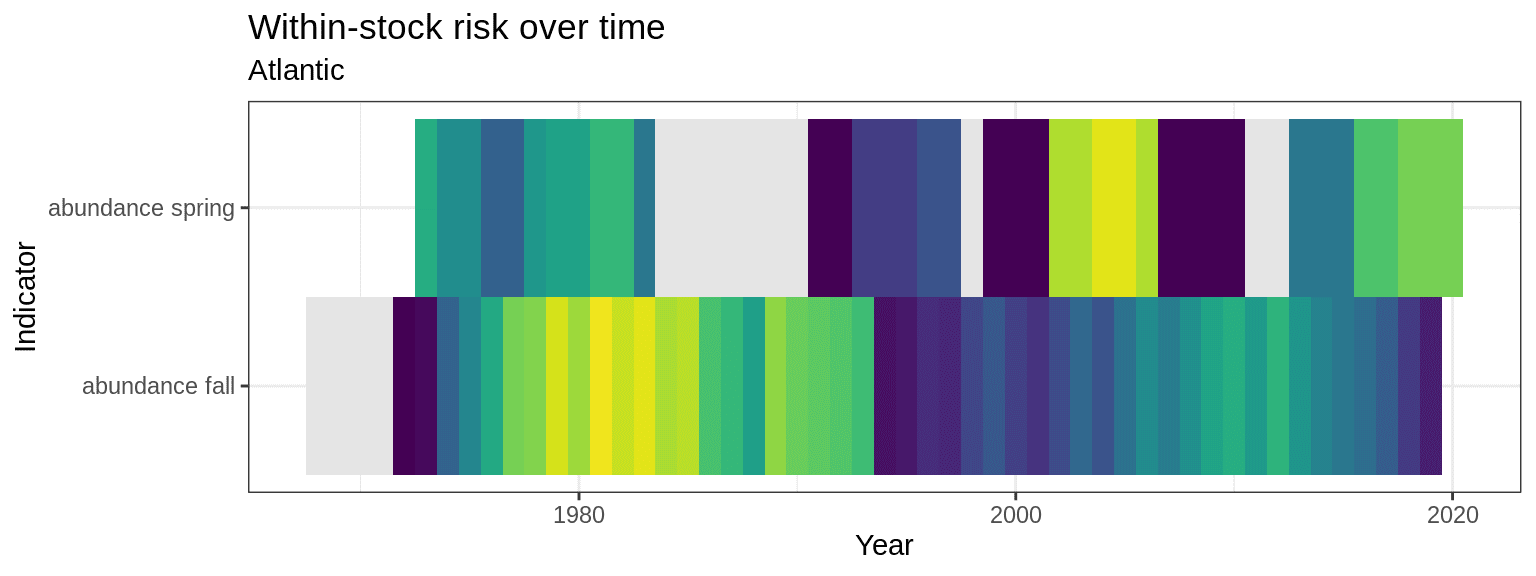 Within-stock risk over time
Atlantic
Indicator
abundance spring
abundance fall
1980
2000
2020
Year